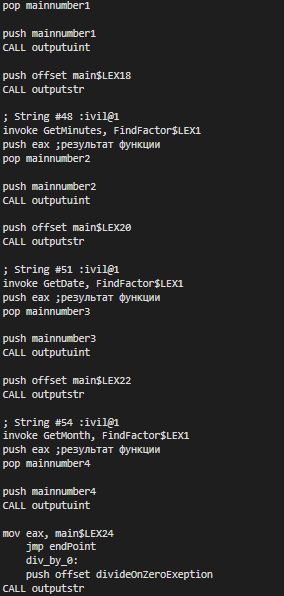 pop mainnumber1
push mainnumber1
CALL outputuint
push offset main$LEX18
CALL outputstr
; String #48 :ivil@1
invoke GetMinutes, FindFactor$LEX1
push eax ;результат функции
pop mainnumber2
push mainnumber2
CALL outputuint
push offset main$LEX20
CALL outputstr
; String #51 :ivil@1
invoke GetDate, FindFactor$LEX1
push eax ;результат функции
pop mainnumber3
push mainnumber3
CALL outputuint
push offset main$LEX22
CALL outputstr
; String #54 :ivil@1
invoke GetMonth, FindFactor$LEX1
push eax ;результат функции
pop mainnumber4
push mainnumber4
CALL outputuint
mov eax, main$LEX24
jmp endPoint
div_by_0:
push offset divideOnZeroExeption
CALL outputstr